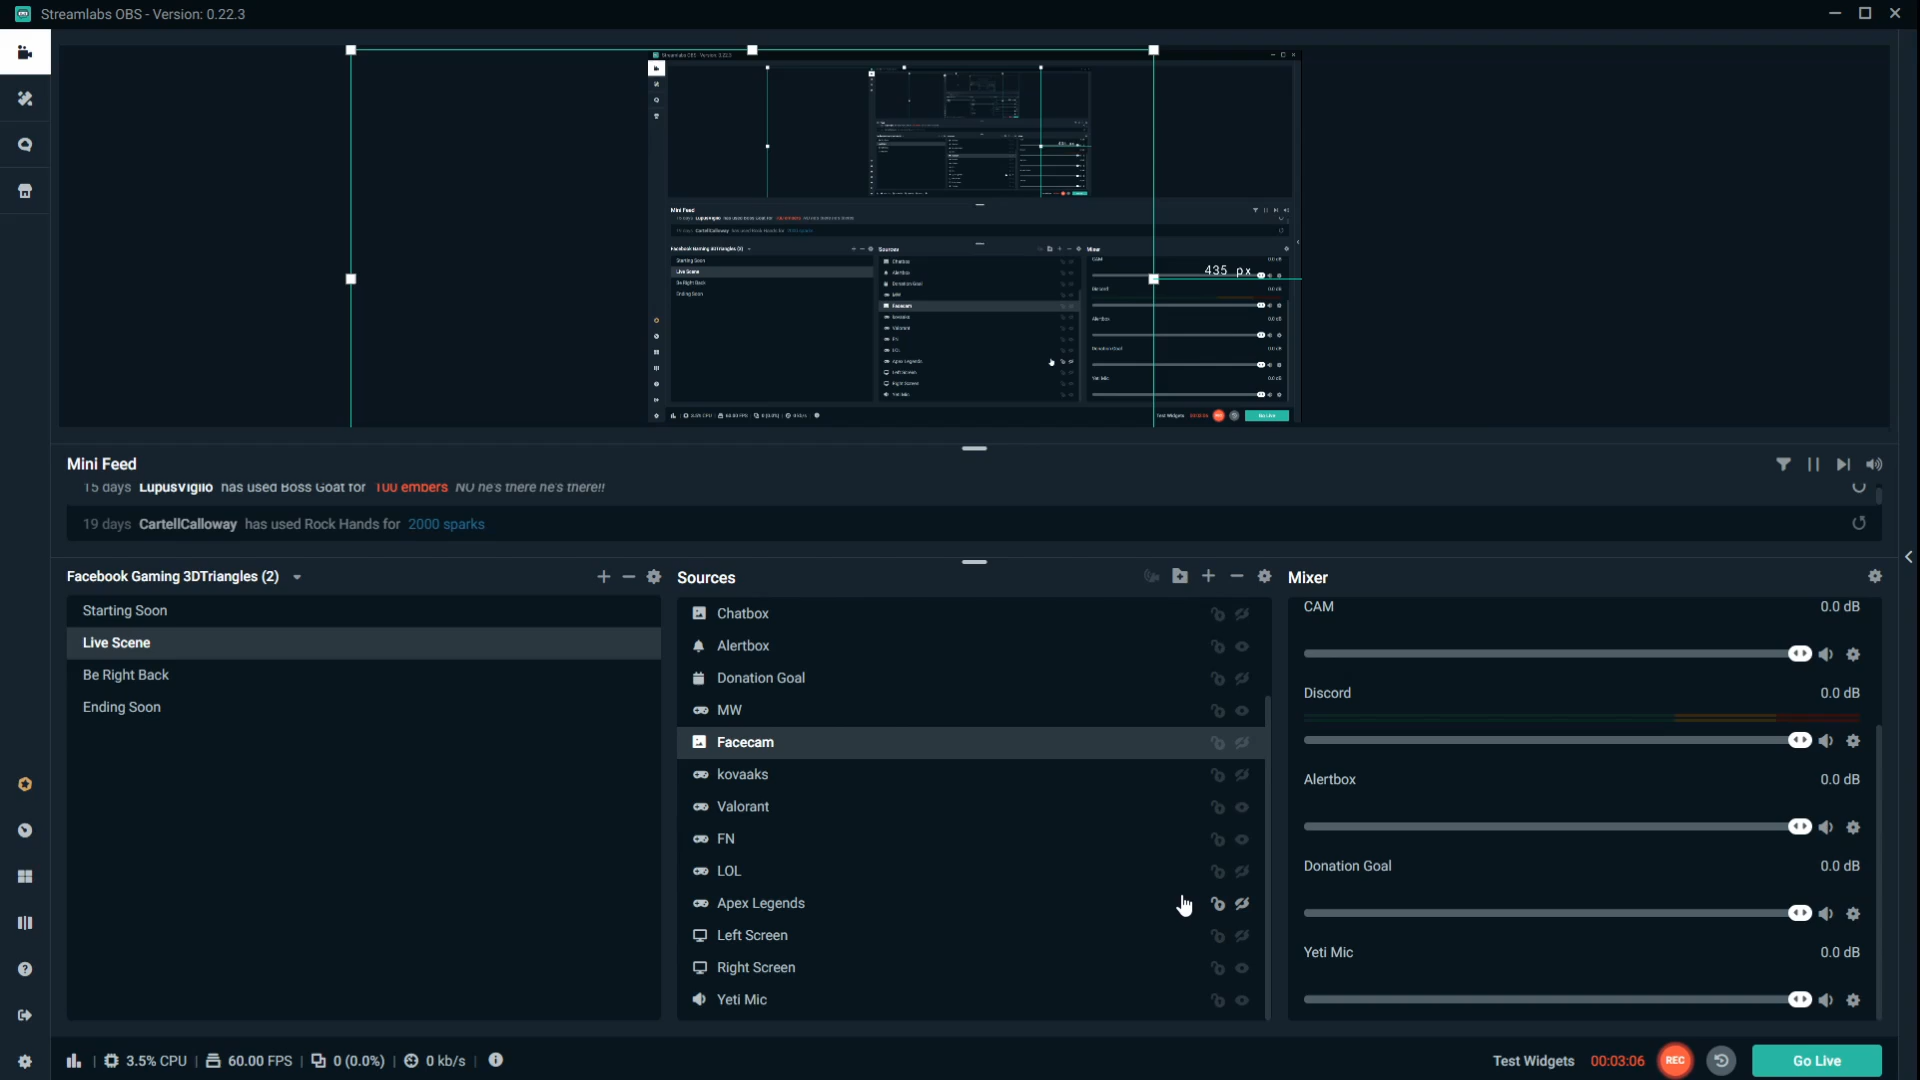 Streamlabs OBS - Version: 0.22.3
435 px
Mini Feed
15 days LupusVigilo has used Boss Goat for 100 embers NO he's there he's there!!
19 days CartellCalloway has used Rock Hands for 2000 sparks
Facebook Gaming 3DTriangles (2)
Starting Soon
Live Scene
Be Right Back
Ending Soon
Sources
Chatbox
Alertbox
Donation Goal
MW
Facecam
kovaaks
Valorant
FN
LOL
Apex Legends
Left Screen
Right Screen
Yeti Mic
Mixer
CAM 0.0 dB
Discord 0.0 dB
Alertbox 0.0 dB
Donation Goal 0.0 dB
Yeti Mic 0.0 dB
3.5% CPU 60.00 FPS 0 (0.0%) 0 kb/s
Test Widgets 00:03:06 REC Go Live